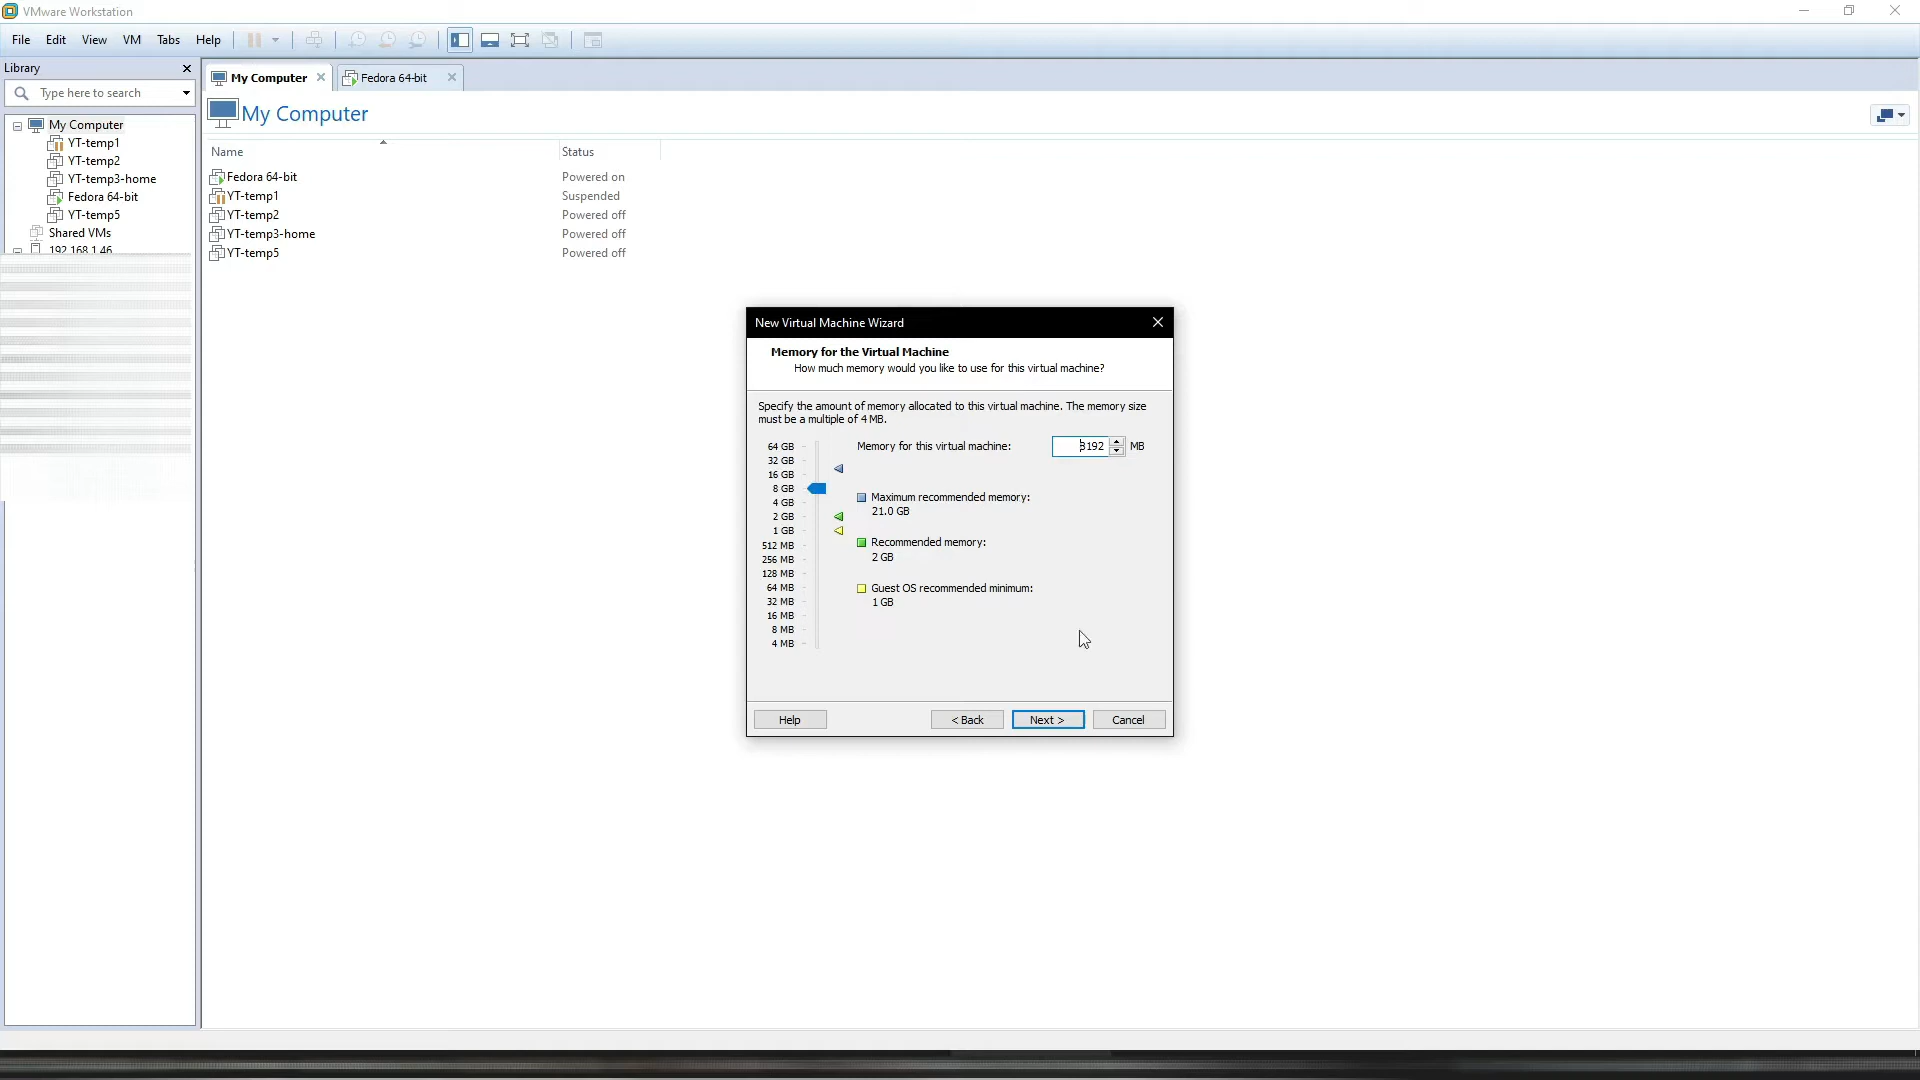 VMware Workstation
File Edit View VM Tabs Help
Library
Type here to search
My Computer
YT-temp1
YT-temp2
YT-temp3-home
Fedora 64-bit
YT-temp5
Shared VMs
192.168.1.46
My Computer Fedora 64-bit
My Computer
Name Status
Fedora 64-bit Powered on
YT-temp1 Suspended
YT-temp2 Powered off
YT-temp3-home Powered off
YT-temp5 Powered off
New Virtual Machine Wizard
Memory for the Virtual Machine
How much memory would you like to use for this virtual machine?
Specify the amount of memory allocated to this virtual machine. The memory size
must be a multiple of 4 MB.
Memory for this virtual machine: 8192 MB
64 GB
32 GB
16 GB
8 GB
4 GB
2 GB
1 GB
512 MB
256 MB
128 MB
64 MB
32 MB
16 MB
8 MB
4 MB
Maximum recommended memory:
21.0 GB
Recommended memory:
2 GB
Guest OS recommended minimum:
1 GB
Help < Back Next > Cancel